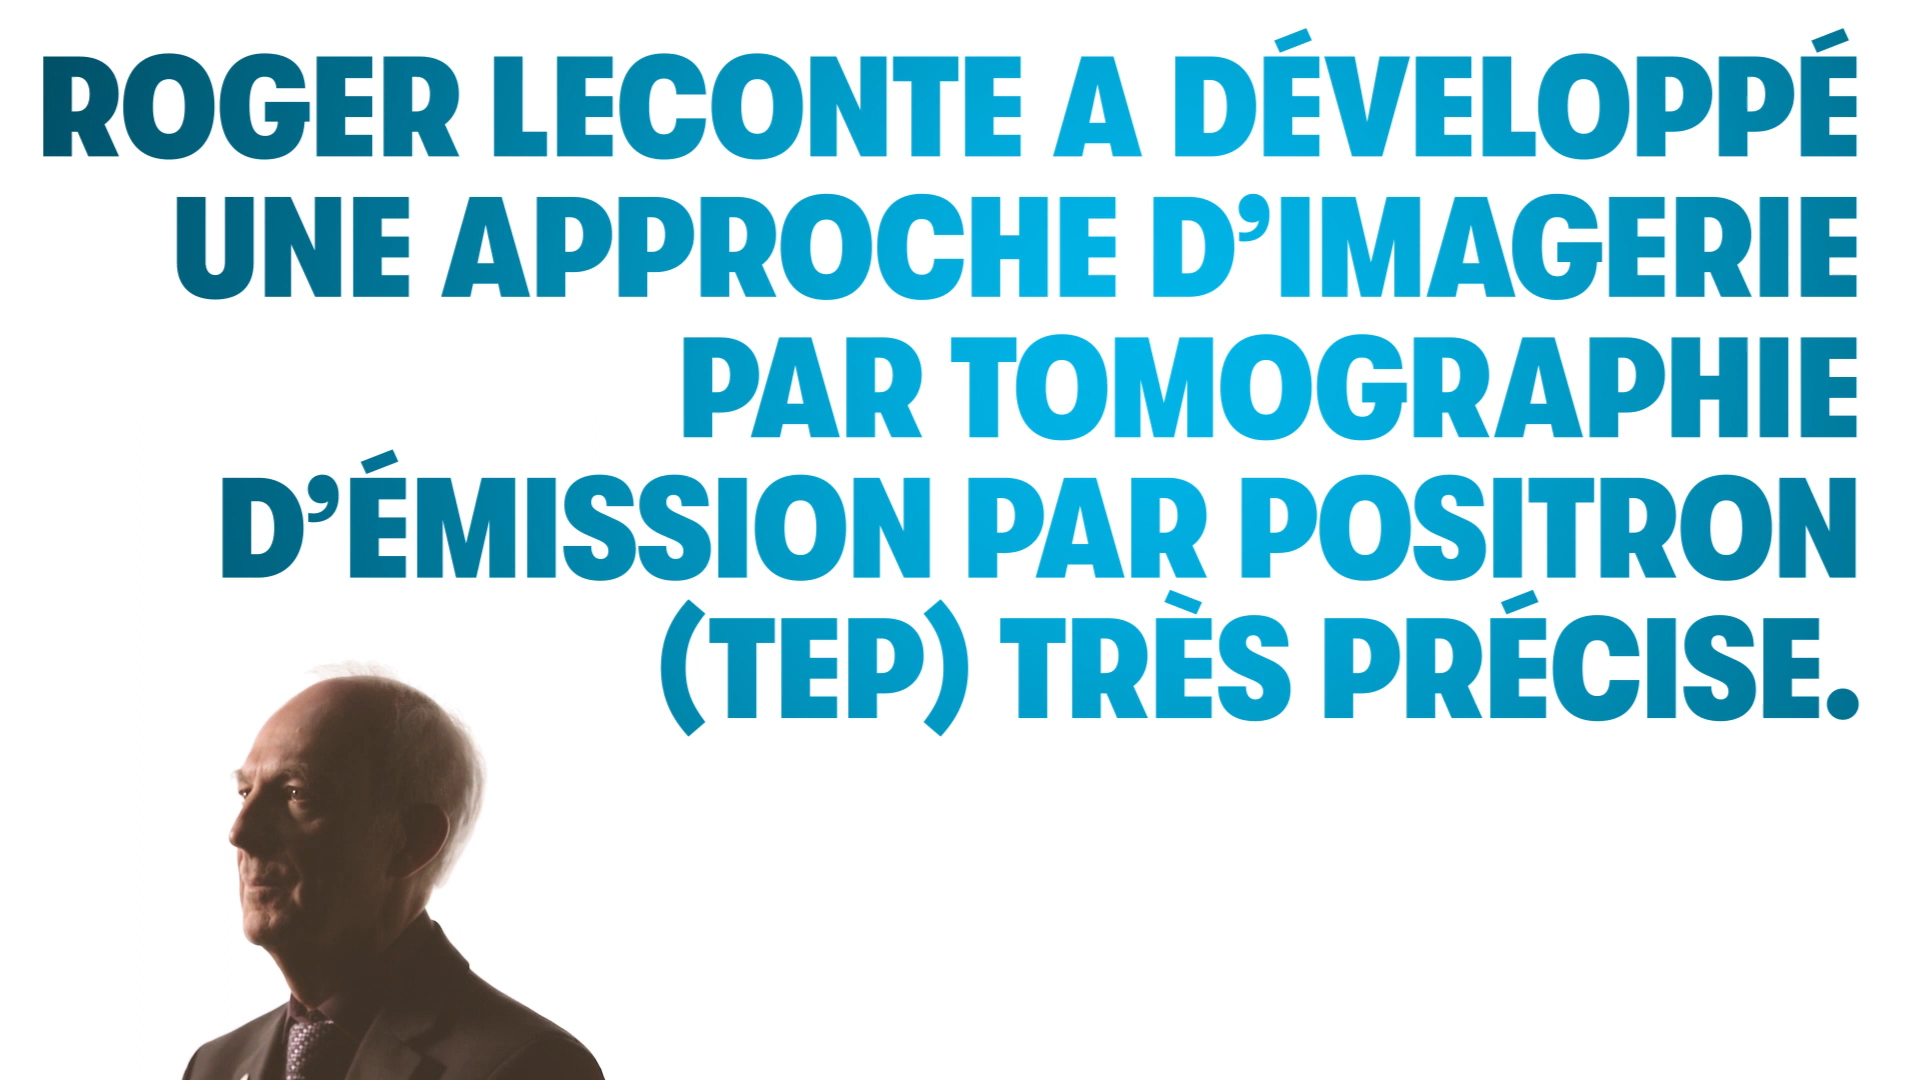 ROGER LECONTE A DÉVELOPPÉ
UNE APPROCHE D’IMAGERIE
PAR TOMOGRAPHIE
D’ÉMISSION PAR POSITRON
(TEP) TRÈS PRÉCISE.